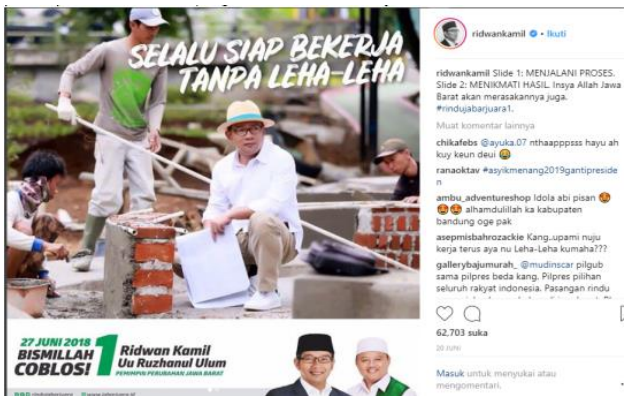 SELALU SIAP BEKERJA
TANPA LEHA-LEHA
27 JUNI 2018
BISMILLAH
COBLOS!
1
Ridwan Kamil
Uu Ruzhanul Ulum
PEMIMPIN PERUBAHAN JAWA BARAT
ridwankamil • Ikuti
ridwankamil Slide 1: MENJALANI PROSES.
Slide 2: MENIKMATI HASIL. Insya Allah Jawa
Barat akan merasakannya juga.
#rindujabarjuara1.
Muat komentar lainnya
chikafebs @ayuka.07 nthaapppsss hayu ah
kuy keun deui
ranaoktav #asyikmenang2019gantipreside
n
ambu_adventureshop Idola abi pisan
alhamdulillah ka kabupaten
bandung oge pak
asepmisbahrozackie Kang..upami nuju
kerja terus aya nu Leha-Leha kumaha???
gallerybajumurah_ @mudinscar pilgub
sama pilpres beda kang. Pilpres pilihan
seluruh rakyat indonesia. Pasangan rindu
62,703 suka
20 JUNI
Masuk untuk menyukai atau
mengomentari.